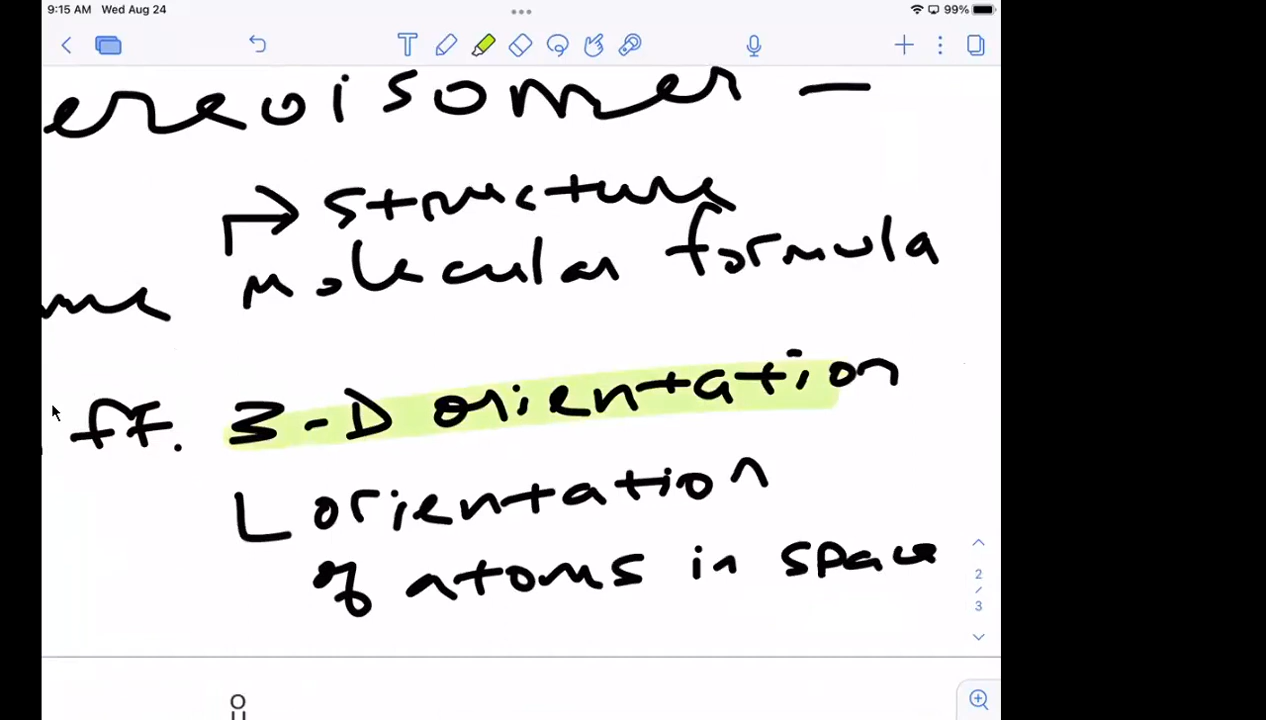 9:15 AM Wed Aug 24
99%
ereoisomer —
↱ structure
me molecular formula
ff. 3-D orientation
L orientation
of atoms in space
2
/
3
O